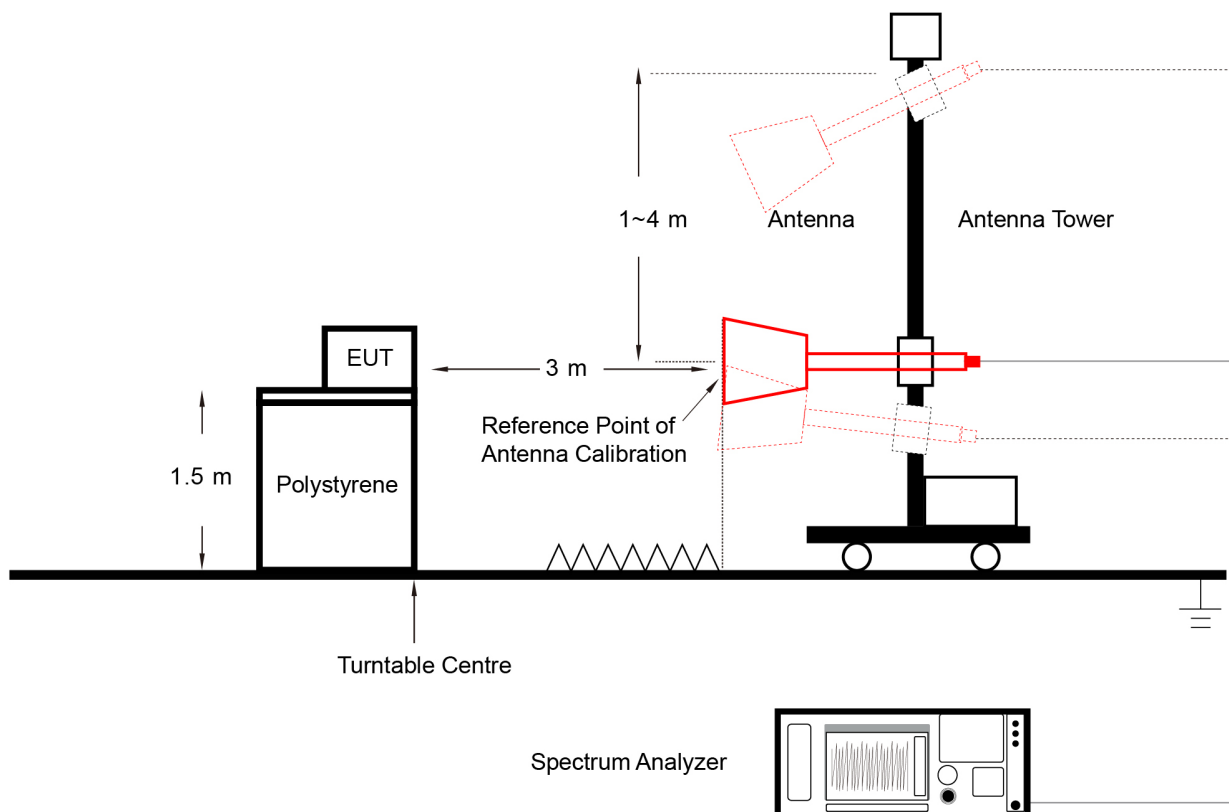 1~4 m
Antenna
Antenna Tower
EUT
3 m
Reference Point of
Antenna Calibration
1.5 m
Polystyrene
Turntable Centre
Spectrum Analyzer